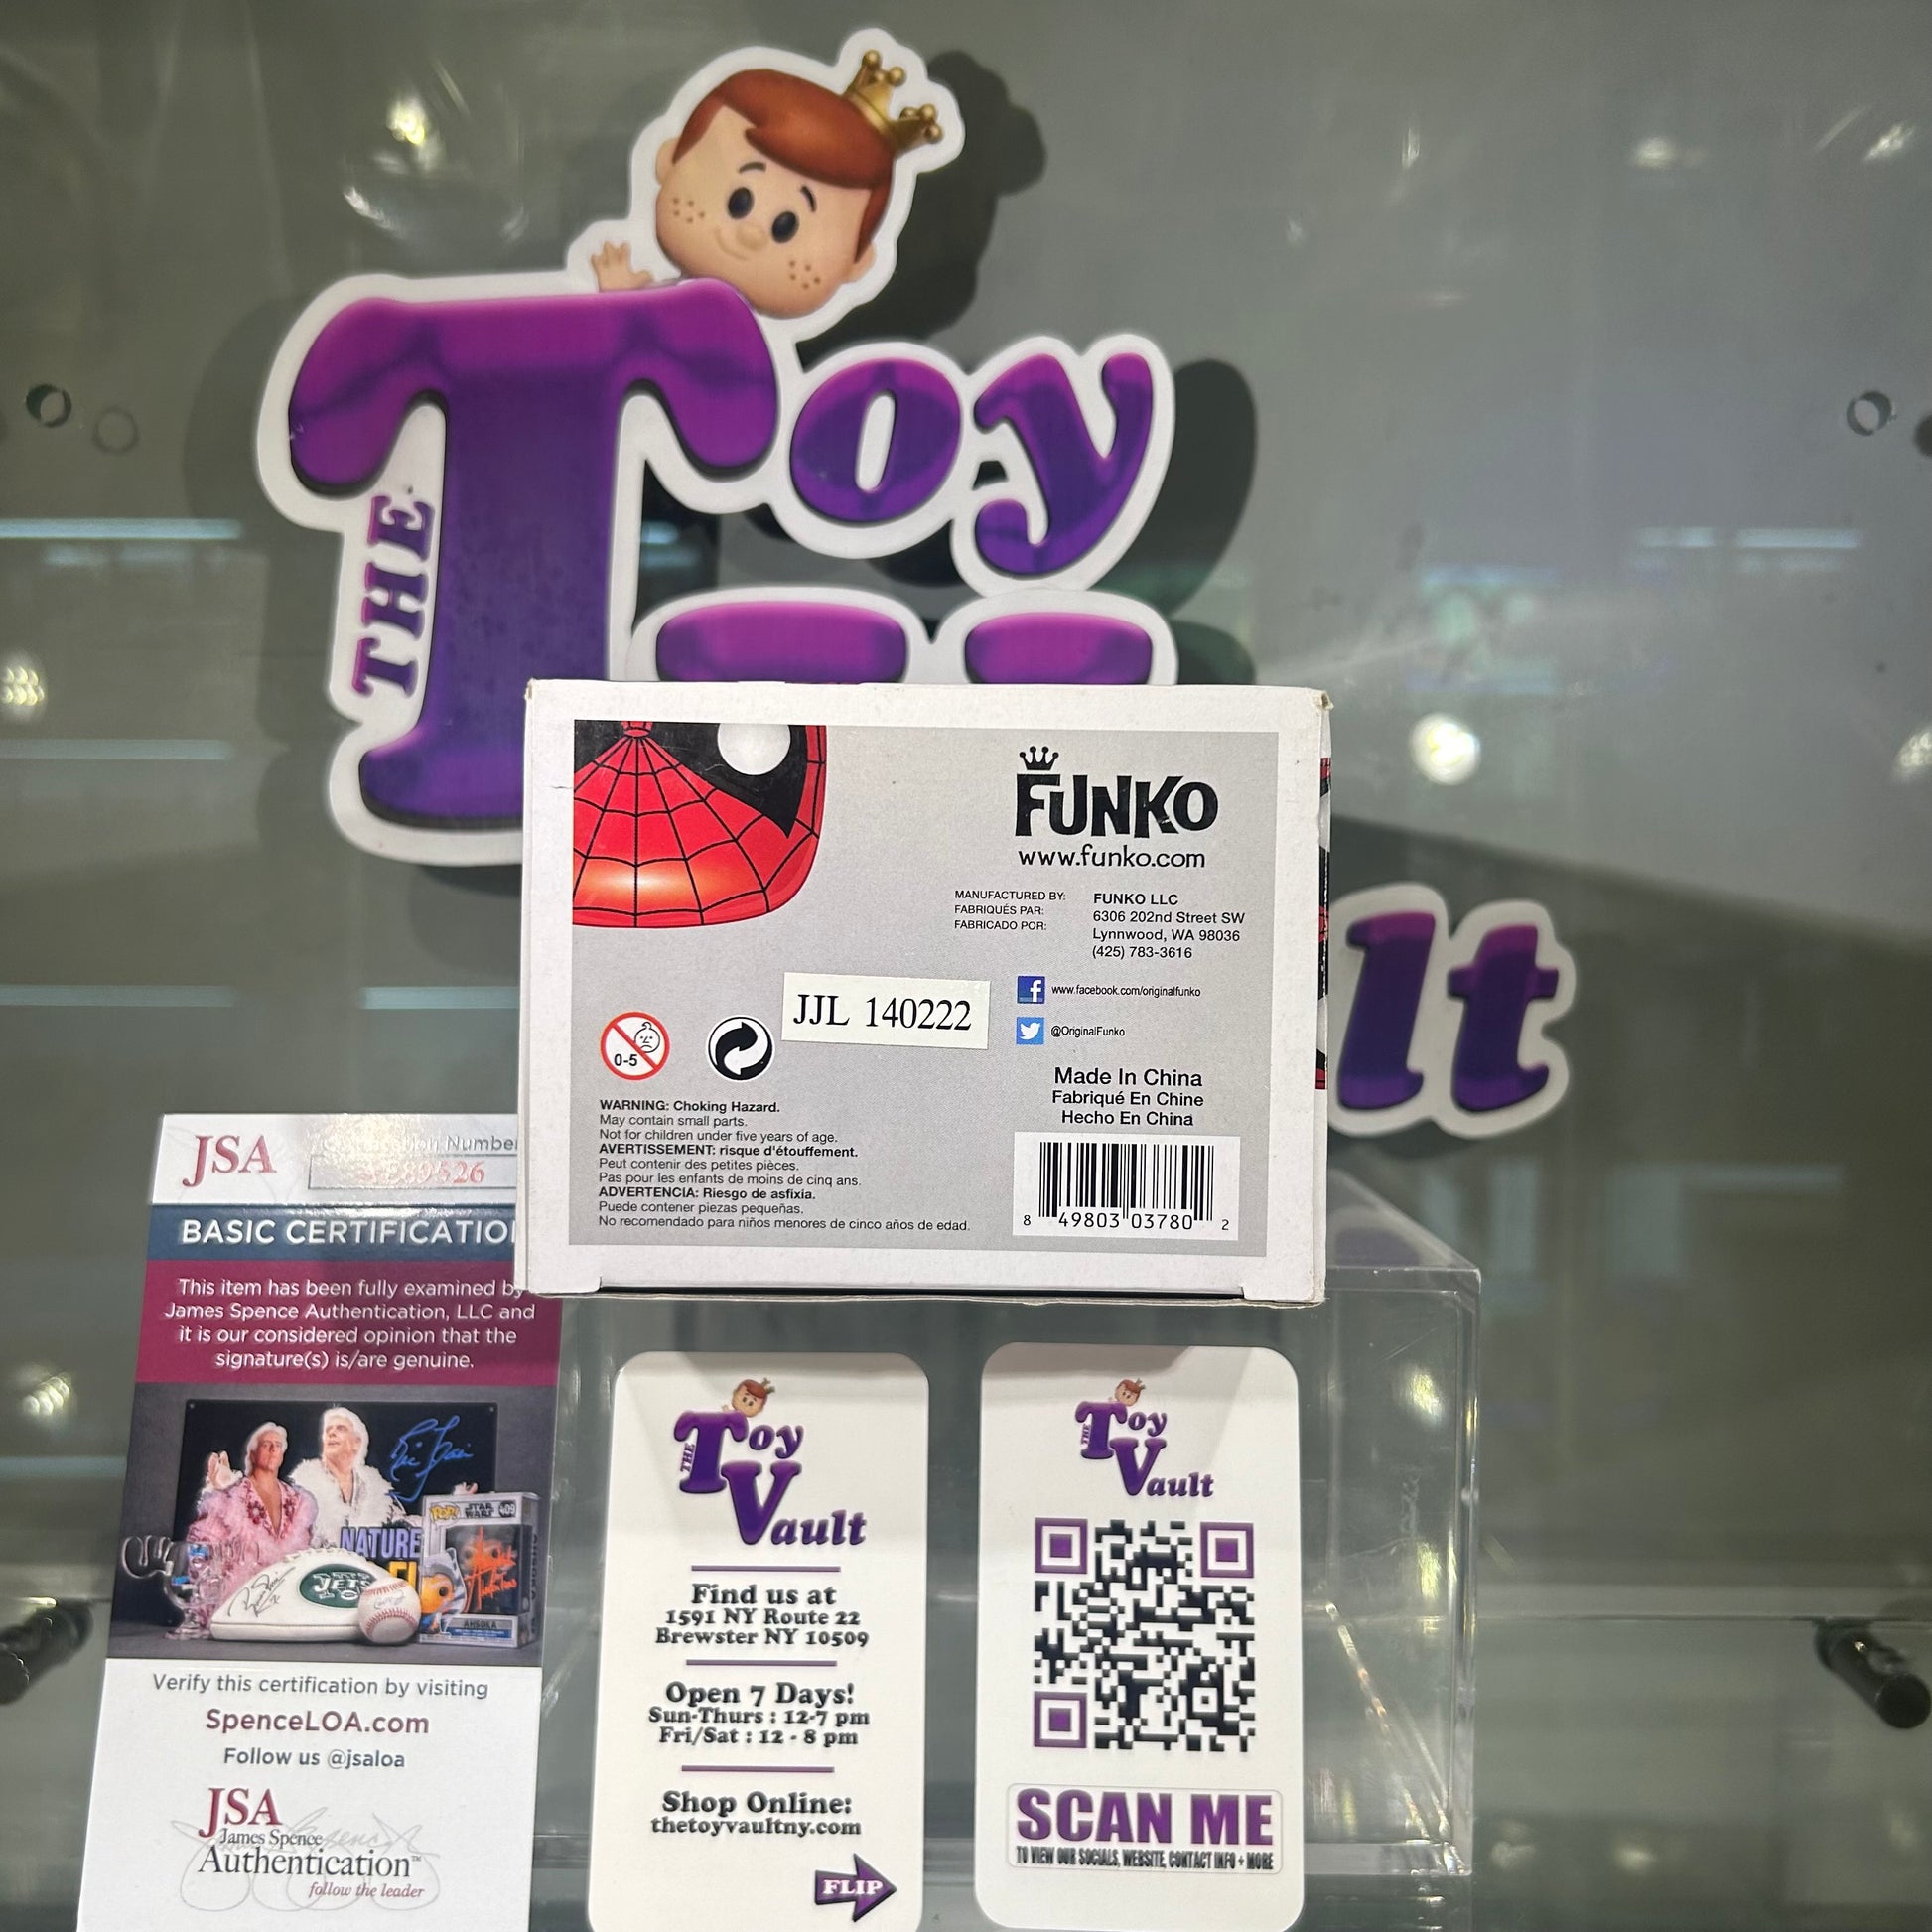 THE Toy
lt
FUNKO
www.funko.com
MANUFACTURED BY:
FABRIQUÉS PAR:
FABRICADO POR:
FUNKO LLC
6306 202nd Street SW
Lynnwood, WA 98036
(425) 783-3616
www.facebook.com/originalfunko
@OriginalFunko
JJL 140222
0-5
Made In China
Fabriqué En Chine
Hecho En China
WARNING: Choking Hazard.
May contain small parts.
Not for children under five years of age.
AVERTISSEMENT: risque d'étouffement.
Peut contenir des petites pièces.
Pas pour les enfants de moins de cinq ans.
ADVERTENCIA: Riesgo de asfixia.
Puede contener piezas pequeñas.
No recomendado para niños menores de cinco años de edad.
8 49803 03780 2
JSA
Number
BASIC CERTIFICATIO
This item has been fully examined by
James Spence Authentication, LLC and
it is our considered opinion that the
signature(s) is/are genuine.
NATURE
JETS
STAR WARS
409
AHSOKA
Verify this certification by visiting
SpenceLOA.com
Follow us @jsaloa
JSA
James Spence
Authentication™
follow the leader
THE Toy
Vault
Find us at
1591 NY Route 22
Brewster NY 10509
Open 7 Days!
Sun-Thurs : 12-7 pm
Fri/Sat : 12 - 8 pm
Shop Online:
thetoyvaultny.com
FLIP
THE Toy
Vault
SCAN ME
TO VIEW OUR SOCIALS, WEBSITE, CONTACT INFO + MORE